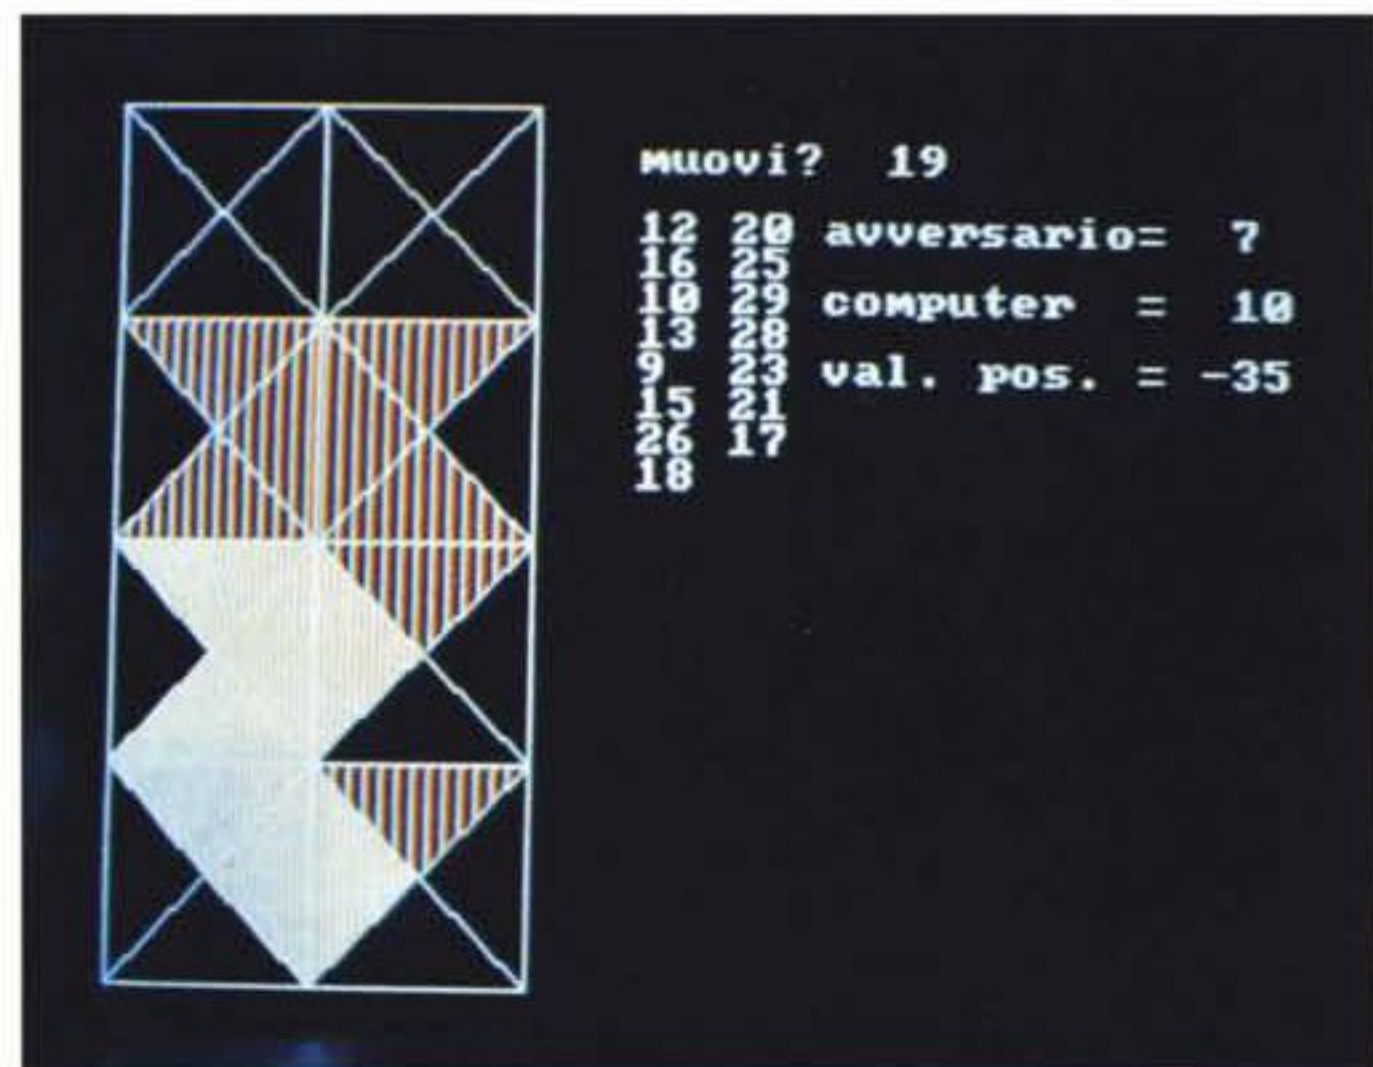 muovi? 19
12 20 avversario= 7
16 25
10 29 computer = 10
13 28
9 23 val. pos. = -35
15 21
26 17
18